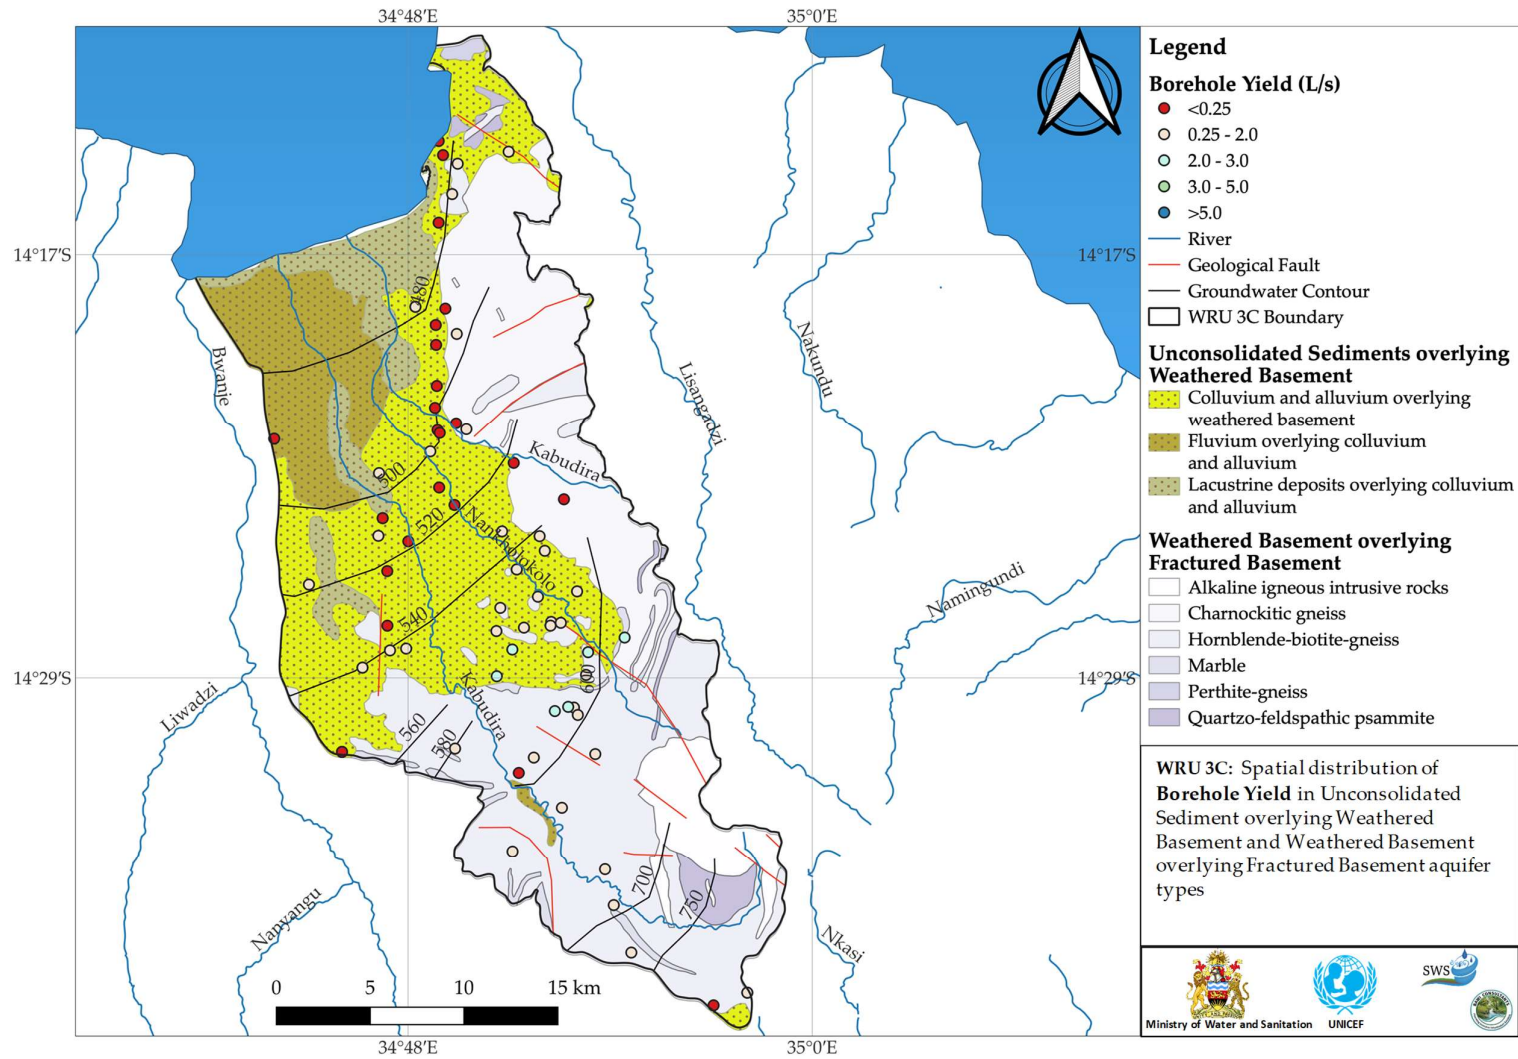 34°48'E
35°0'E
14°17'S
14°17'S
480
Bwanje
Nakundu
Lisangadzi
Kabudira
500
520
Nankholokolo
Namingundi
540
14°29'S
14°29'S
600
Liwadzi
Kabudira
560
580
700
750
Nanyangu
Nkasi
0 5 10 15 km
34°48'E
35°0'E
Legend
Borehole Yield (L/s)
<0.25
0.25 - 2.0
2.0 - 3.0
3.0 - 5.0
>5.0
River
Geological Fault
Groundwater Contour
WRU 3C Boundary
Unconsolidated Sediments overlying
Weathered Basement
Colluvium and alluvium overlying
weathered basement
Fluvium overlying colluvium
and alluvium
Lacustrine deposits overlying colluvium
and alluvium
Weathered Basement overlying
Fractured Basement
Alkaline igneous intrusive rocks
Charnockitic gneiss
Hornblende-biotite-gneiss
Marble
Perthite-gneiss
Quartzo-feldspathic psammite
WRU 3C: Spatial distribution of
Borehole Yield in Unconsolidated
Sediment overlying Weathered
Basement and Weathered Basement
overlying Fractured Basement aquifer
types
SWS
Ministry of Water and Sanitation
UNICEF